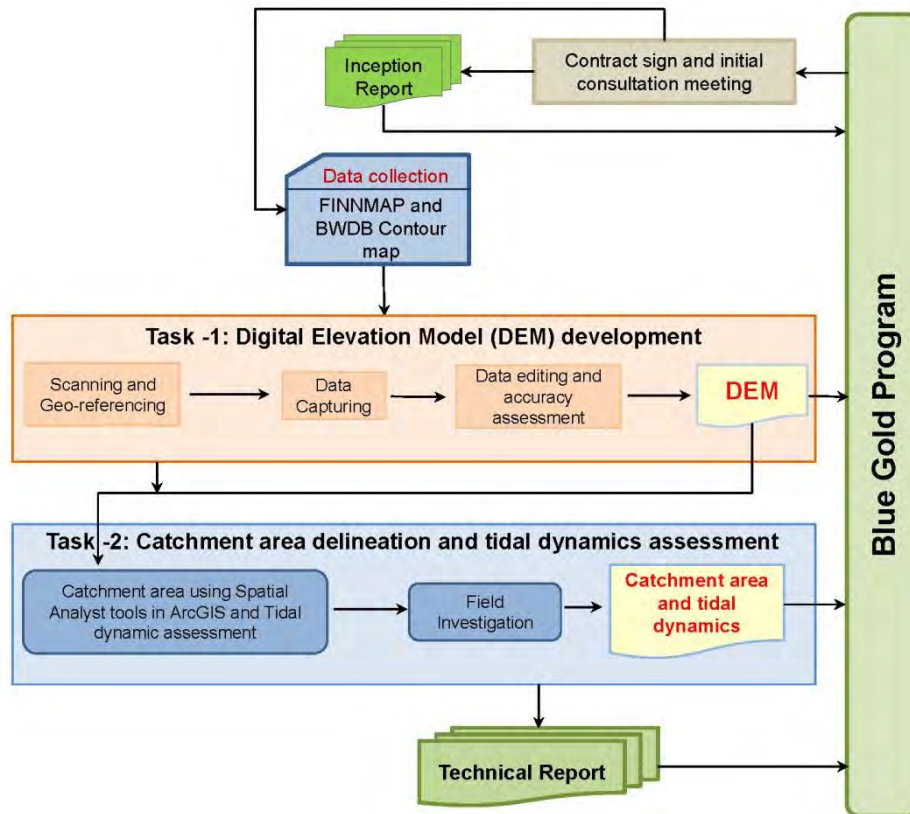 Inception
Report
Contract sign and initial
consultation meeting
Data collection
FINNMAP and
BWDB Contour
map
Task -1: Digital Elevation Model (DEM) development
Scanning and
Geo-referencing
Data
Capturing
Data editing and
accuracy
assessment
DEM
Task -2: Catchment area delineation and tidal dynamics assessment
Catchment area using Spatial
Analyst tools in ArcGIS and Tidal
dynamic assessment
Field
Investigation
Catchment area
and tidal
dynamics
Technical Report
Blue Gold Program